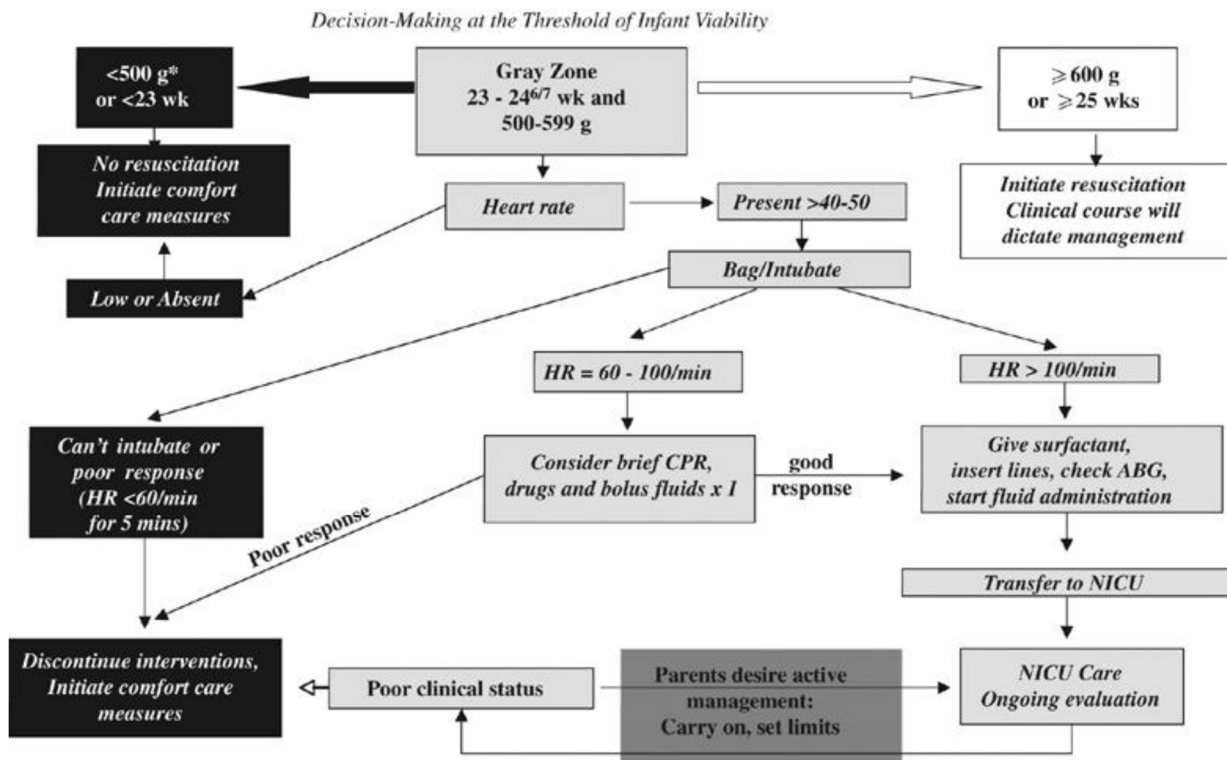 Decision-Making at the Threshold of Infant Viability
<500 g*
or <23 wk
Gray Zone
23 - 24⁶ᐟ⁷ wk and
500-599 g
⩾600 g
or ⩾25 wks
No resuscitation
Initiate comfort
care measures
Heart rate
Present >40-50
Initiate resuscitation
Clinical course will
dictate management
Low or Absent
Bag/Intubate
HR = 60 - 100/min
HR > 100/min
Can't intubate or
poor response
(HR <60/min
for 5 mins)
Consider brief CPR,
drugs and bolus fluids x 1
good
response
Give surfactant,
insert lines, check ABG,
start fluid administration
Poor response
Transfer to NICU
Discontinue interventions,
Initiate comfort care
measures
Poor clinical status
Parents desire active
management:
Carry on, set limits
NICU Care
Ongoing evaluation